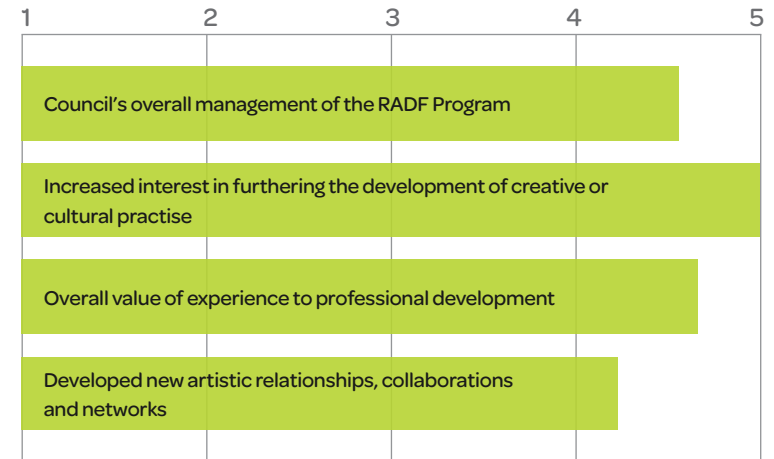 1 2 3 4 5
Council’s overall management of the RADF Program
Increased interest in furthering the development of creative or
cultural practise
Overall value of experience to professional development
Developed new artistic relationships, collaborations
and networks